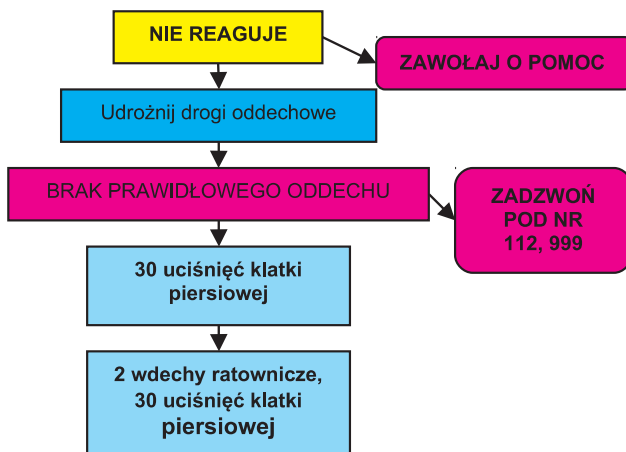 NIE REAGUJE
ZAWOŁAJ O POMOC
Udrożnij drogi oddechowe
BRAK PRAWIDŁOWEGO ODDECHU
ZADZWOŃ
POD NR
112, 999
30 uciśnięć klatki
piersiowej
2 wdechy ratownicze,
30 uciśnięć klatki
piersiowej